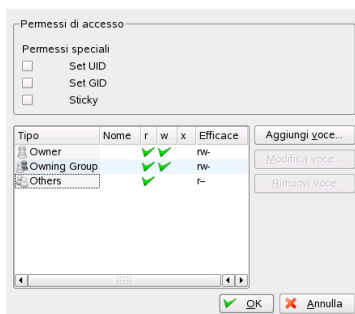 Permessi di accesso
Permessi speciali
Set UID
Set GID
Sticky
Tipo Nome r w x Efficace
Owner rw-
Owning Group rw-
Others r--
Aggiungi voce...
Modifica voce...
Rimuovi voce
OK Annulla